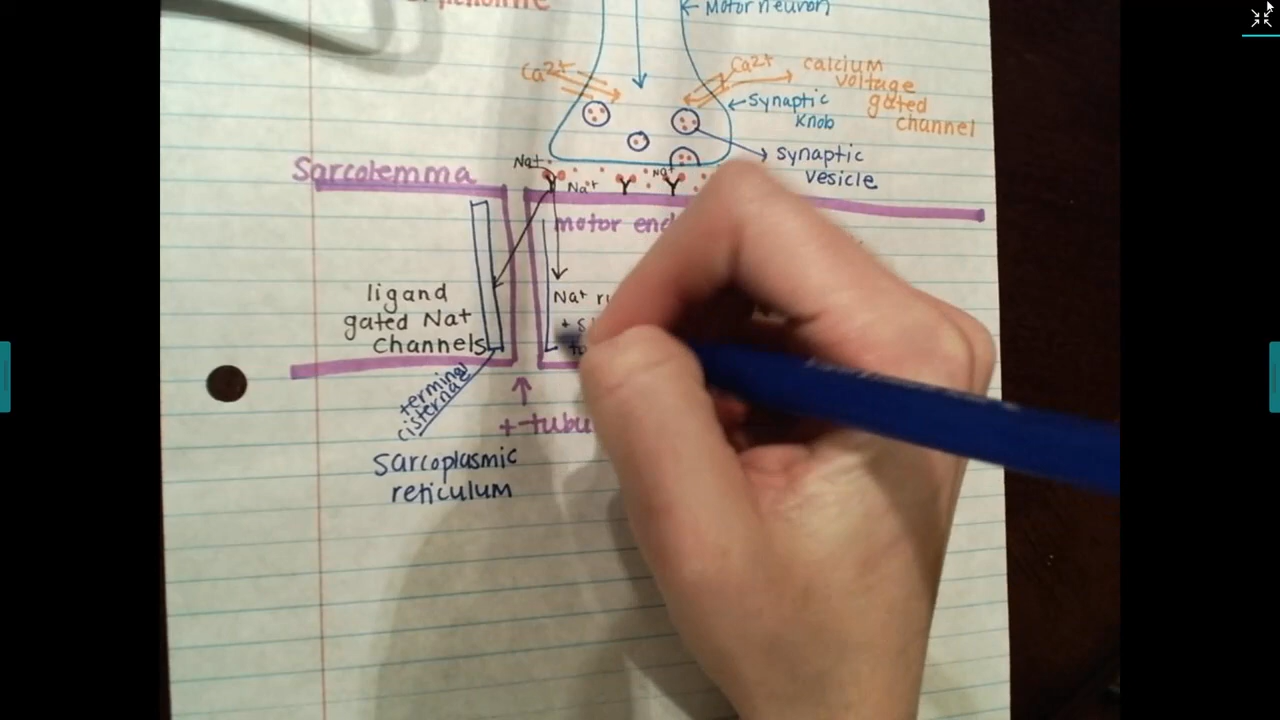 Motor neuron
Ca2+
Ca2+
calcium
voltage
gated
channel
Synaptic
knob
synaptic
vesicle
Na+
Na+
Na+
Sarcolemma
motor end
ligand
gated Na+
channels
Na+
terminal
cisternae
Sarcoplasmic
reticulum